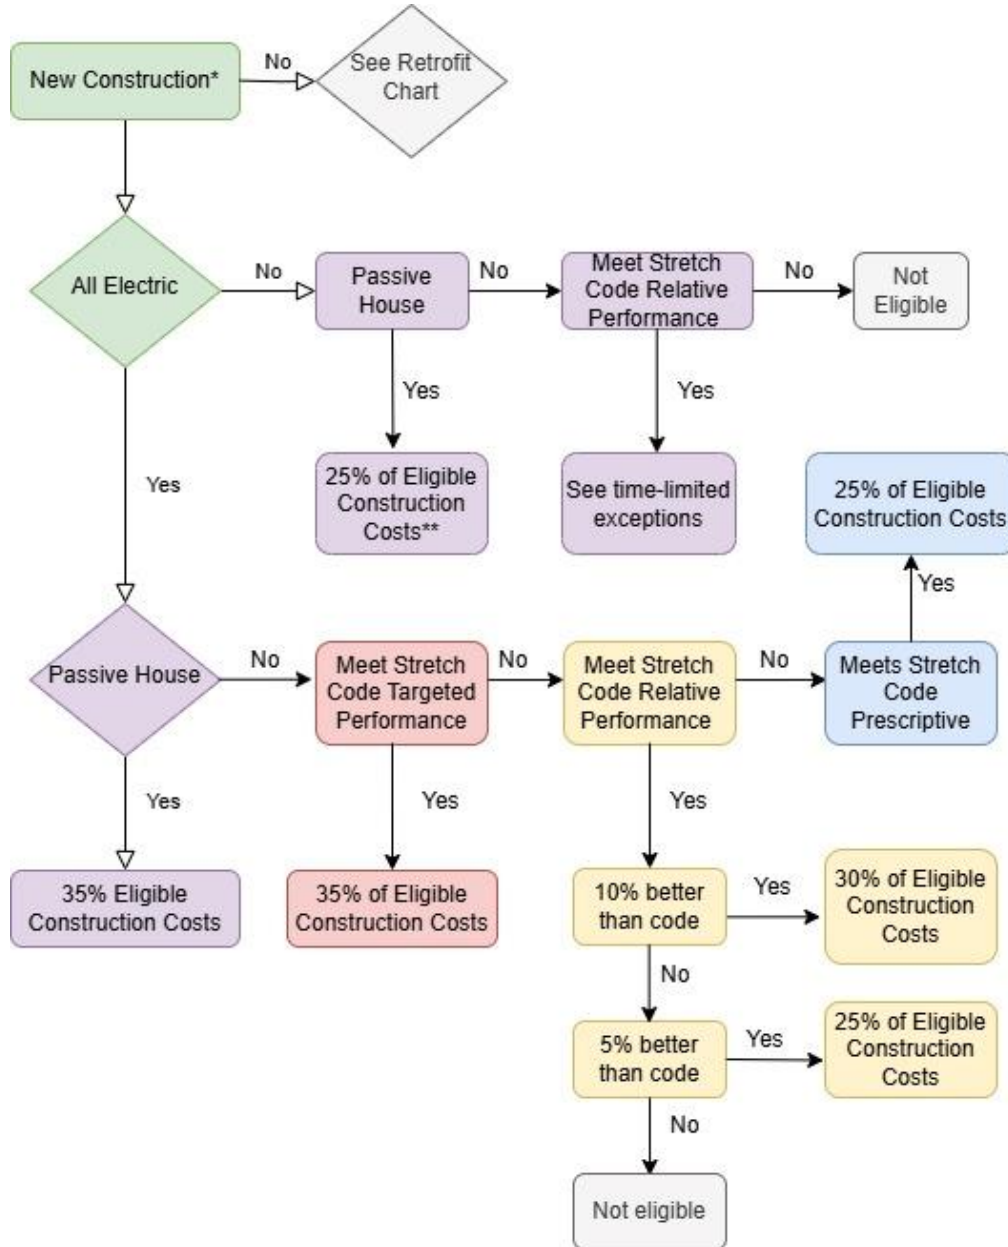 New Construction*
No
See Retrofit
Chart
All Electric
No
Passive
House
No
Meet Stretch
Code Relative
Performance
No
Not
Eligible
Yes
Yes
Yes
25% of Eligible
Construction
Costs**
See time-limited
exceptions
25% of Eligible
Construction Costs
Yes
Passive House
No
Meet Stretch
Code Targeted
Performance
No
Meet Stretch
Code Relative
Performance
No
Meets Stretch
Code
Prescriptive
Yes
Yes
Yes
35% Eligible
Construction Costs
35% of Eligible
Construction Costs
10% better
than code
Yes
30% of Eligible
Construction
Costs
No
5% better
than code
Yes
25% of Eligible
Construction
Costs
No
Not eligible